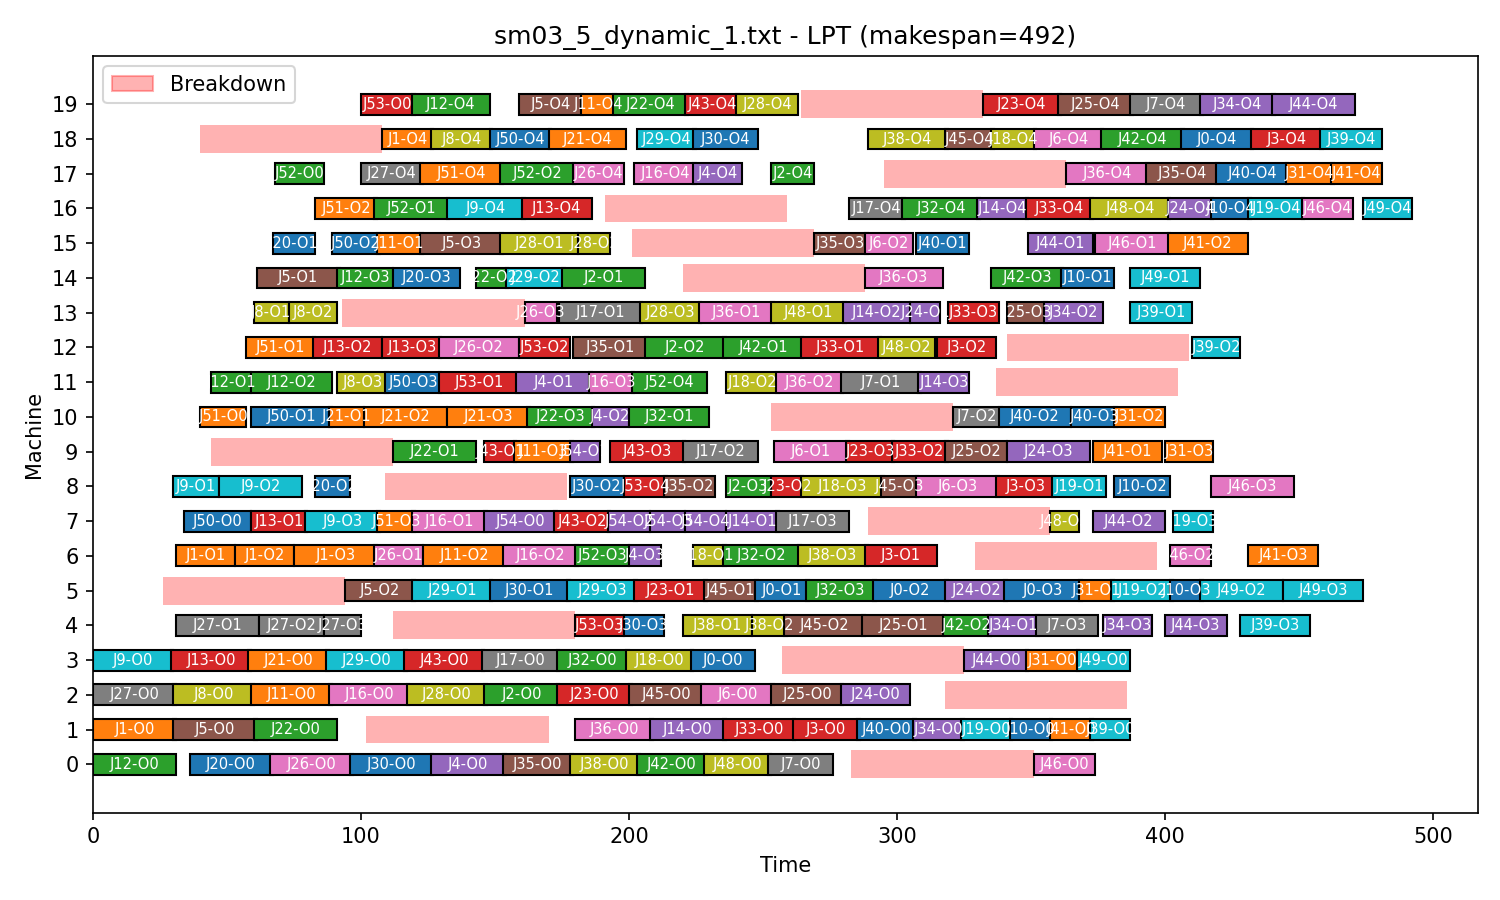 sm03_5_dynamic_1.txt - LPT (makespan=492)
Breakdown
19 J53-O0 J12-O4 J5-O4 J11-O4 J22-O4 J43-O4 J28-O4 J23-O4 J25-O4 J7-O4 J34-O4 J44-O4
18 J1-O4 J8-O4 J50-O4 J21-O4 J29-O4 J30-O4 J38-O4 J45-O4 J18-O4 J6-O4 J42-O4 J0-O4 J3-O4 J39-O4
17 J52-O0 J27-O4 J51-O4 J52-O2 J26-O4 J16-O4 J4-O4 J2-O4 J36-O4 J35-O4 J40-O4 J31-O4 J41-O4
16 J51-O2 J52-O1 J9-O4 J13-O4 J17-O4 J32-O4 J14-O4 J33-O4 J48-O4 J24-O4 J10-O4 J19-O4 J46-O4 J49-O4
15 J20-O1 J50-O2 J11-O1 J5-O3 J28-O1 J28-O2 J35-O3 J6-O2 J40-O1 J44-O1 J46-O1 J41-O2
14 J5-O1 J12-O3 J20-O3 J22-O2 J29-O2 J2-O1 J36-O3 J42-O3 J10-O1 J49-O1
13 J8-O1 J8-O2 J26-O3 J17-O1 J28-O3 J36-O1 J48-O1 J14-O2 J24-O1 J33-O3 J25-O3 J34-O2 J39-O1
12 J51-O1 J13-O2 J13-O3 J26-O2 J53-O2 J35-O1 J2-O2 J42-O1 J33-O1 J48-O2 J3-O2 J39-O2
11 J12-O1 J12-O2 J8-O3 J50-O3 J53-O1 J4-O1 J16-O3 J52-O4 J18-O2 J36-O2 J7-O1 J14-O3
10 J51-O0 J50-O1 J21-O1 J21-O2 J21-O3 J22-O3 J4-O2 J32-O1 J7-O2 J40-O2 J40-O3 J31-O2
9 J22-O1 J43-O1 J11-O3 J54-O1 J43-O3 J17-O2 J6-O1 J23-O3 J33-O2 J25-O2 J24-O3 J41-O1 J31-O3
8 J9-O1 J9-O2 J20-O2 J30-O2 J53-O4 J35-O2 J2-O3 J23-O2 J18-O3 J45-O3 J6-O3 J3-O3 J19-O1 J10-O2 J46-O3
7 J50-O0 J13-O1 J9-O3 J51-O3 J16-O1 J54-O0 J43-O2 J54-O2 J54-O3 J54-O4 J14-O1 J17-O3 J48-O3 J44-O2 J19-O3
6 J1-O1 J1-O2 J1-O3 J26-O1 J11-O2 J16-O2 J52-O3 J4-O3 J18-O1 J32-O2 J38-O3 J3-O1 J46-O2 J41-O3
5 J5-O2 J29-O1 J30-O1 J29-O3 J23-O1 J45-O1 J0-O1 J32-O3 J0-O2 J24-O2 J0-O3 J31-O1 J19-O2 J10-O3 J49-O2 J49-O3
4 J27-O1 J27-O2 J27-O3 J53-O3 J30-O3 J38-O1 J38-O2 J45-O2 J25-O1 J42-O2 J34-O1 J7-O3 J34-O3 J44-O3 J39-O3
3 J9-O0 J13-O0 J21-O0 J29-O0 J43-O0 J17-O0 J32-O0 J18-O0 J0-O0 J44-O0 J31-O0 J49-O0
2 J27-O0 J8-O0 J11-O0 J16-O0 J28-O0 J2-O0 J23-O0 J45-O0 J6-O0 J25-O0 J24-O0
1 J1-O0 J5-O0 J22-O0 J36-O0 J14-O0 J33-O0 J3-O0 J40-O0 J34-O0 J19-O0 J10-O0 J41-O0 J39-O0
0 J12-O0 J20-O0 J26-O0 J30-O0 J4-O0 J35-O0 J38-O0 J42-O0 J48-O0 J7-O0 J46-O0
0 100 200 300 400 500
Time
Machine